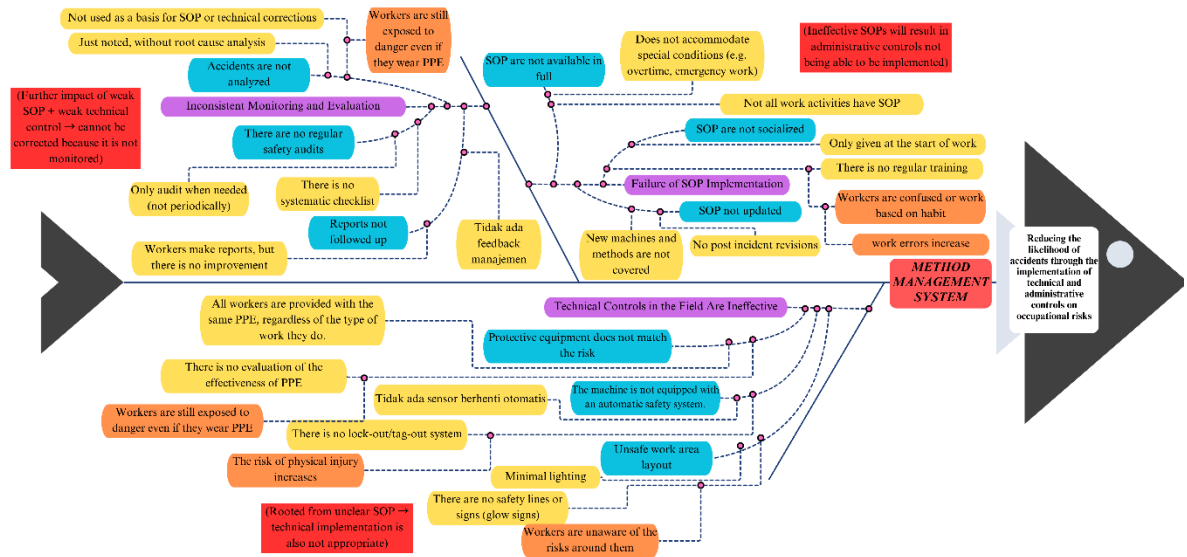 Not used as a basis for SOP or technical corrections
Just noted, without root cause analysis
Accidents are not
analyzed
Workers are still
exposed to
danger even if
they wear PPE
(Further impact of weak
SOP + weak technical
control → cannot be
corrected because it is not
monitored)
Inconsistent Monitoring and Evaluation
There are no regular
safety audits
Only audit when needed
(not periodically)
There is no
systematic checklist
Reports not
followed up
Workers make reports, but
there is no improvement
Tidak ada
feedback
manajemen
SOP are not available in
full
Does not accommodate
special conditions (e.g.
overtime, emergency work)
(Ineffective SOPs will result in
administrative controls not
being able to be implemented)
Not all work activities have SOP
SOP are not socialized
Only given at the start of work
There is no regular training
Failure of SOP Implementation
Workers are confused or work
based on habit
SOP not updated
New machines and
methods are not
covered
No post incident revisions
work errors increase
METHOD
MANAGEMENT
SYSTEM
Reducing the
likelihood of
accidents through the
implementation of
technical and
administrative
controls on
occupational risks
All workers are provided with the
same PPE, regardless of the type of
work they do.
Technical Controls in the Field Are Ineffective
Protective equipment does not match
the risk
There is no evaluation of the
effectiveness of PPE
Workers are still exposed to
danger even if they wear PPE
Tidak ada sensor berhenti otomatis
The machine is not equipped with
an automatic safety system.
There is no lock-out/tag-out system
The risk of physical injury
increases
Unsafe work area
layout
Minimal lighting
There are no safety lines or
signs (glow signs)
(Rooted from unclear SOP →
technical implementation is
also not appropriate)
Workers are unaware of the
risks around them